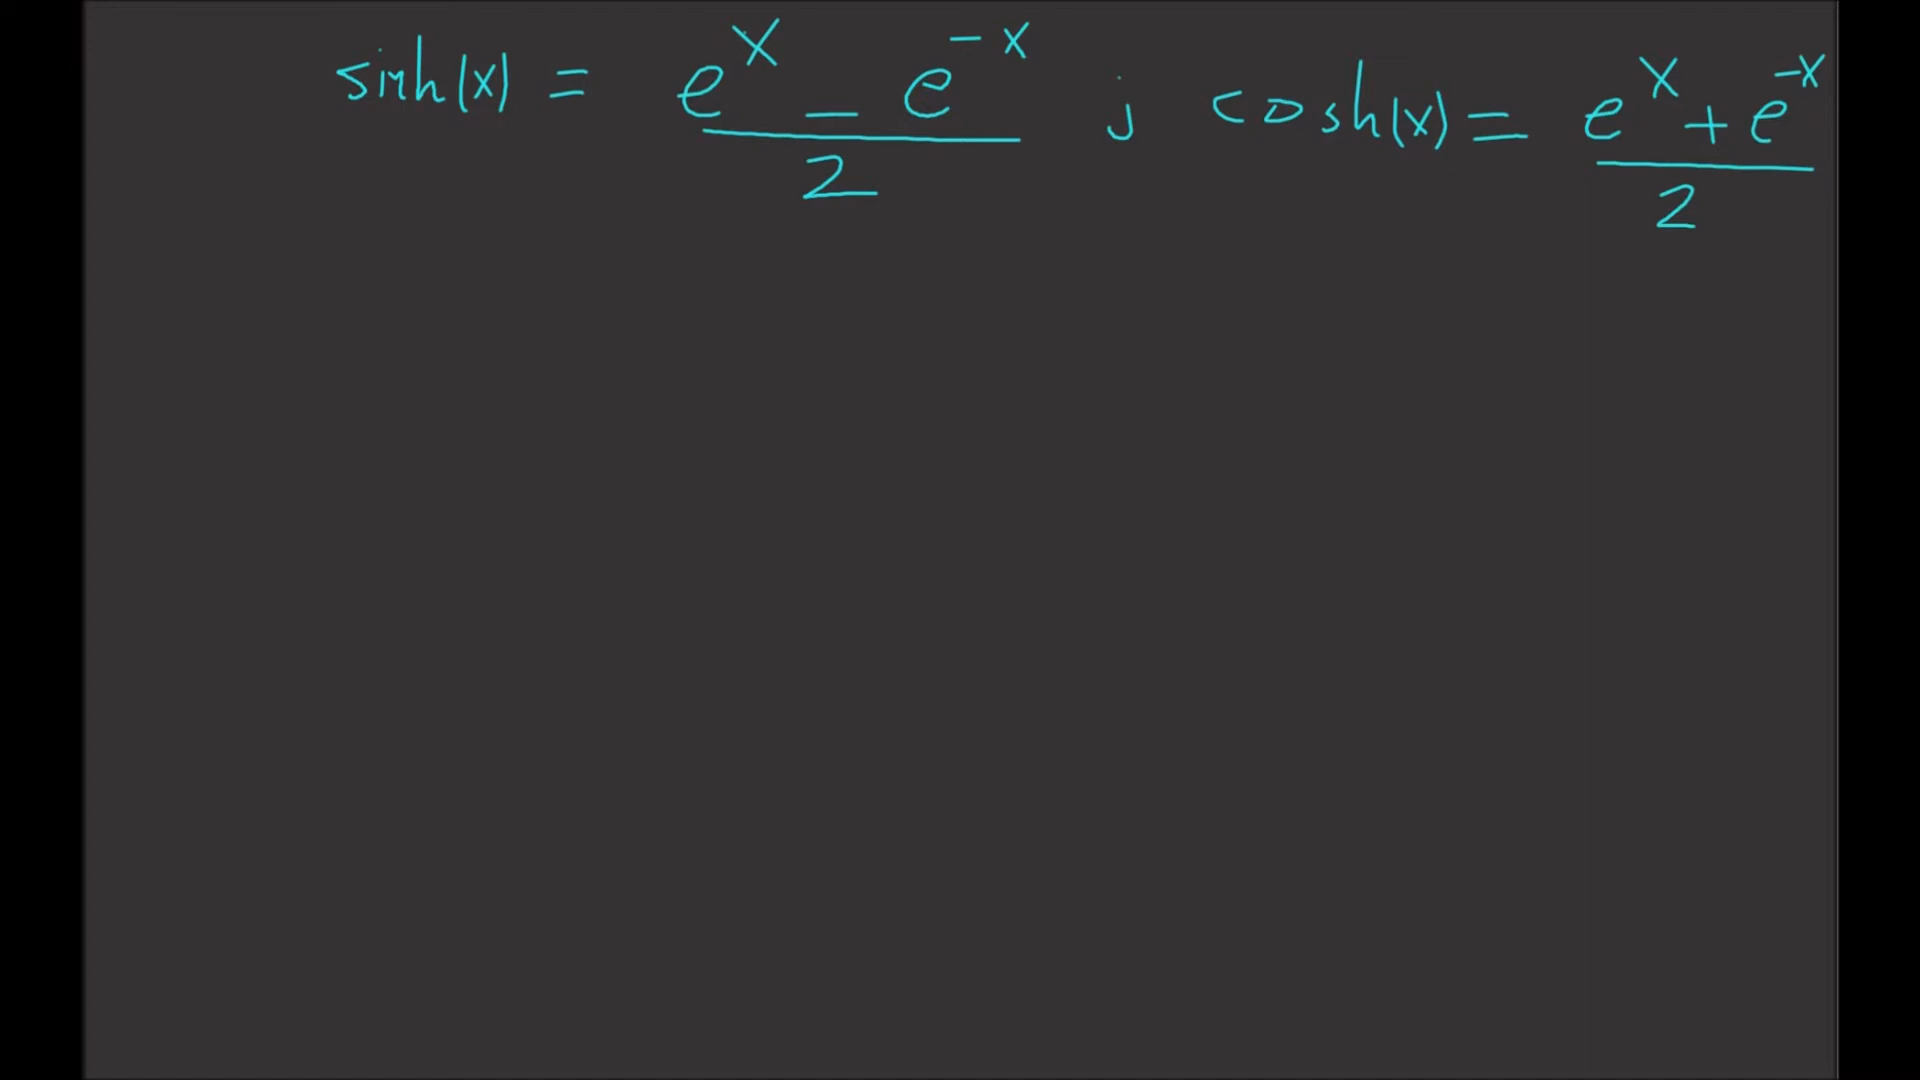 sinh(x) = (e^x - e^-x)/2 ; cosh(x) = (e^x + e^-x)/2